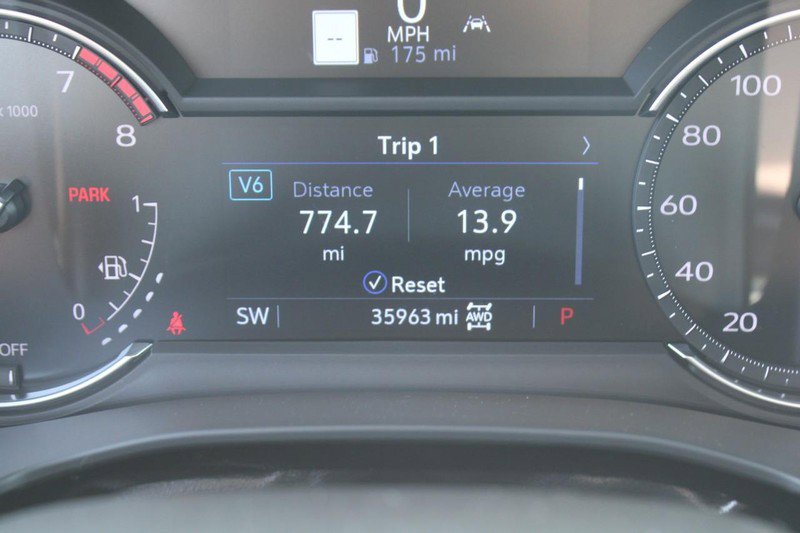 0
--
MPH
175 mi
7
x 1000
8
PARK
1
0
OFF
Trip 1
V6
Distance
774.7
mi
Average
13.9
mpg
Reset
SW
35963 mi
AWD
P
100
80
60
40
20